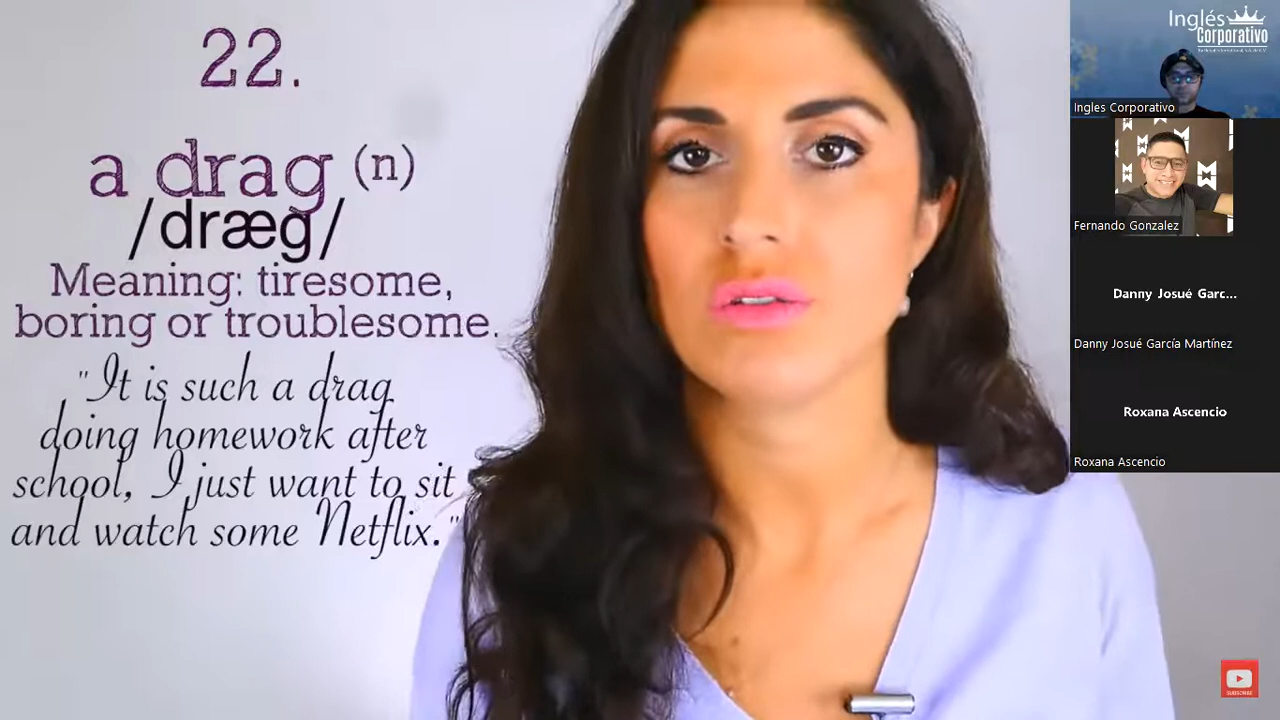 22.
a drag (n)
/dræg/
Meaning: tiresome,
boring or troublesome.
"It is such a drag
doing homework after
school, I just want to sit
and watch some Netflix."
Inglés
Corporativo
Ingles Corporativo
Fernando Gonzalez
Danny Josué Garc...
Danny Josué García Martínez
Roxana Ascencio
Roxana Ascencio
SUBSCRIBE